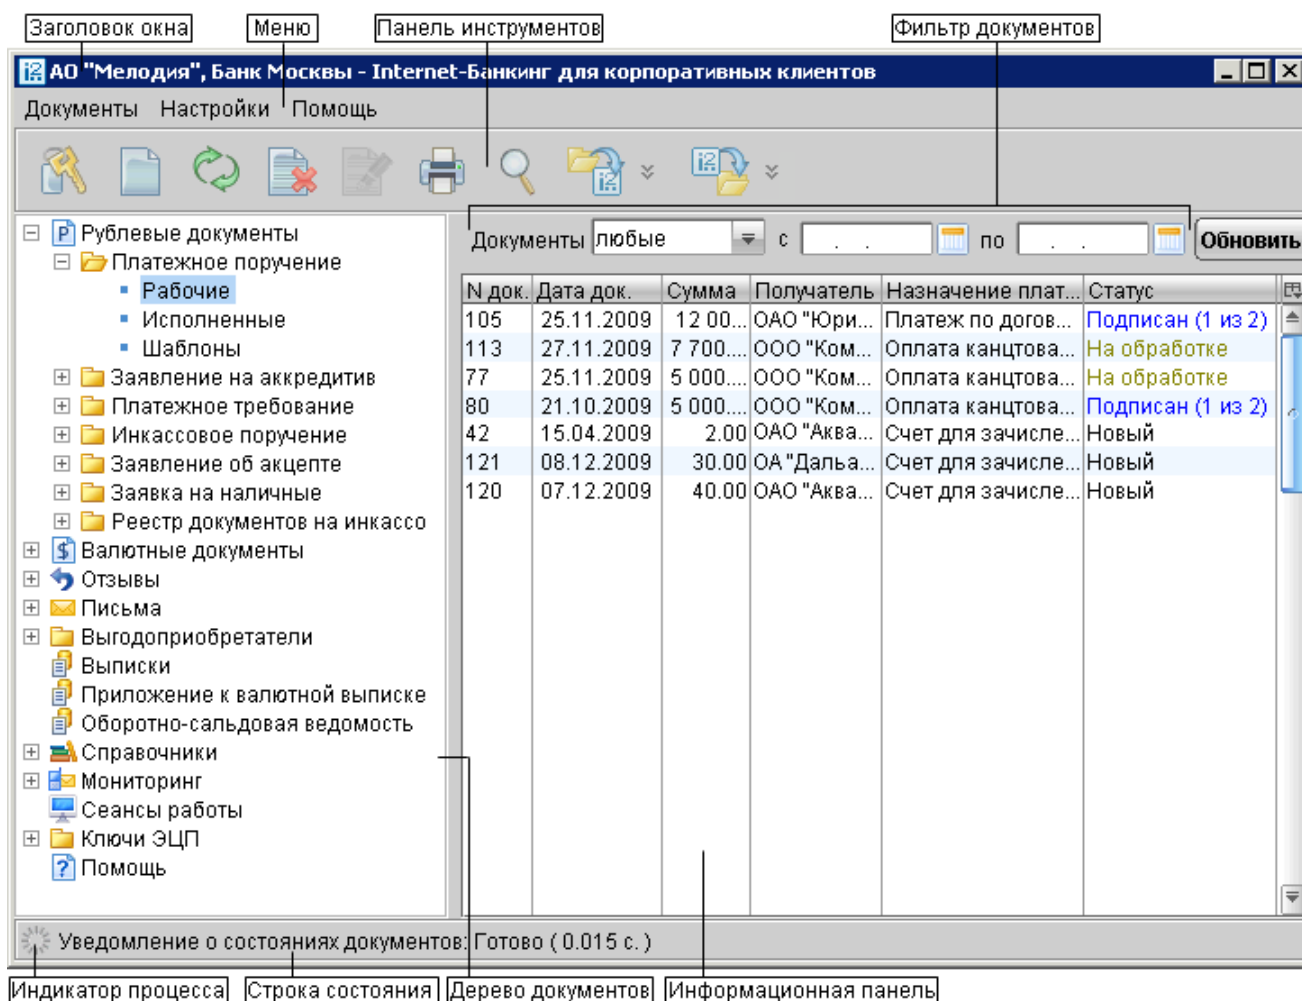 Заголовок окна Меню Панель инструментов Фильтр документов
АО "Мелодия", Банк Москвы - Internet-Банкинг для корпоративных клиентов
Документы Настройки Помощь
Документы любые с . . по . . Обновить
Рублевые документы
Платежное поручение
Рабочие
Исполненные
Шаблоны
Заявление на аккредитив
Платежное требование
Инкассовое поручение
Заявление об акцепте
Заявка на наличные
Реестр документов на инкассо
Валютные документы
Отзывы
Письма
Выгодоприобретатели
Выписки
Приложение к валютной выписке
Оборотно-сальдовая ведомость
Справочники
Мониторинг
Сеансы работы
Ключи ЭЦП
Помощь
N док. Дата док. Сумма Получатель Назначение плат... Статус
105 25.11.2009 12 00... ОАО "Юри... Платеж по догов... Подписан (1 из 2)
113 27.11.2009 7 700.... ООО "Ком... Оплата канцтова... На обработке
77 25.11.2009 5 000.... ООО "Ком... Оплата канцтова... На обработке
80 21.10.2009 5 000.... ООО "Ком... Оплата канцтова... Подписан (1 из 2)
42 15.04.2009 2.00 ОАО "Аква... Счет для зачисле... Новый
121 08.12.2009 30.00 ОА "Дальа... Счет для зачисле... Новый
120 07.12.2009 40.00 ОАО "Аква... Счет для зачисле... Новый
Уведомление о состояниях документов: Готово ( 0.015 с. )
Индикатор процесса Строка состояния Дерево документов Информационная панель